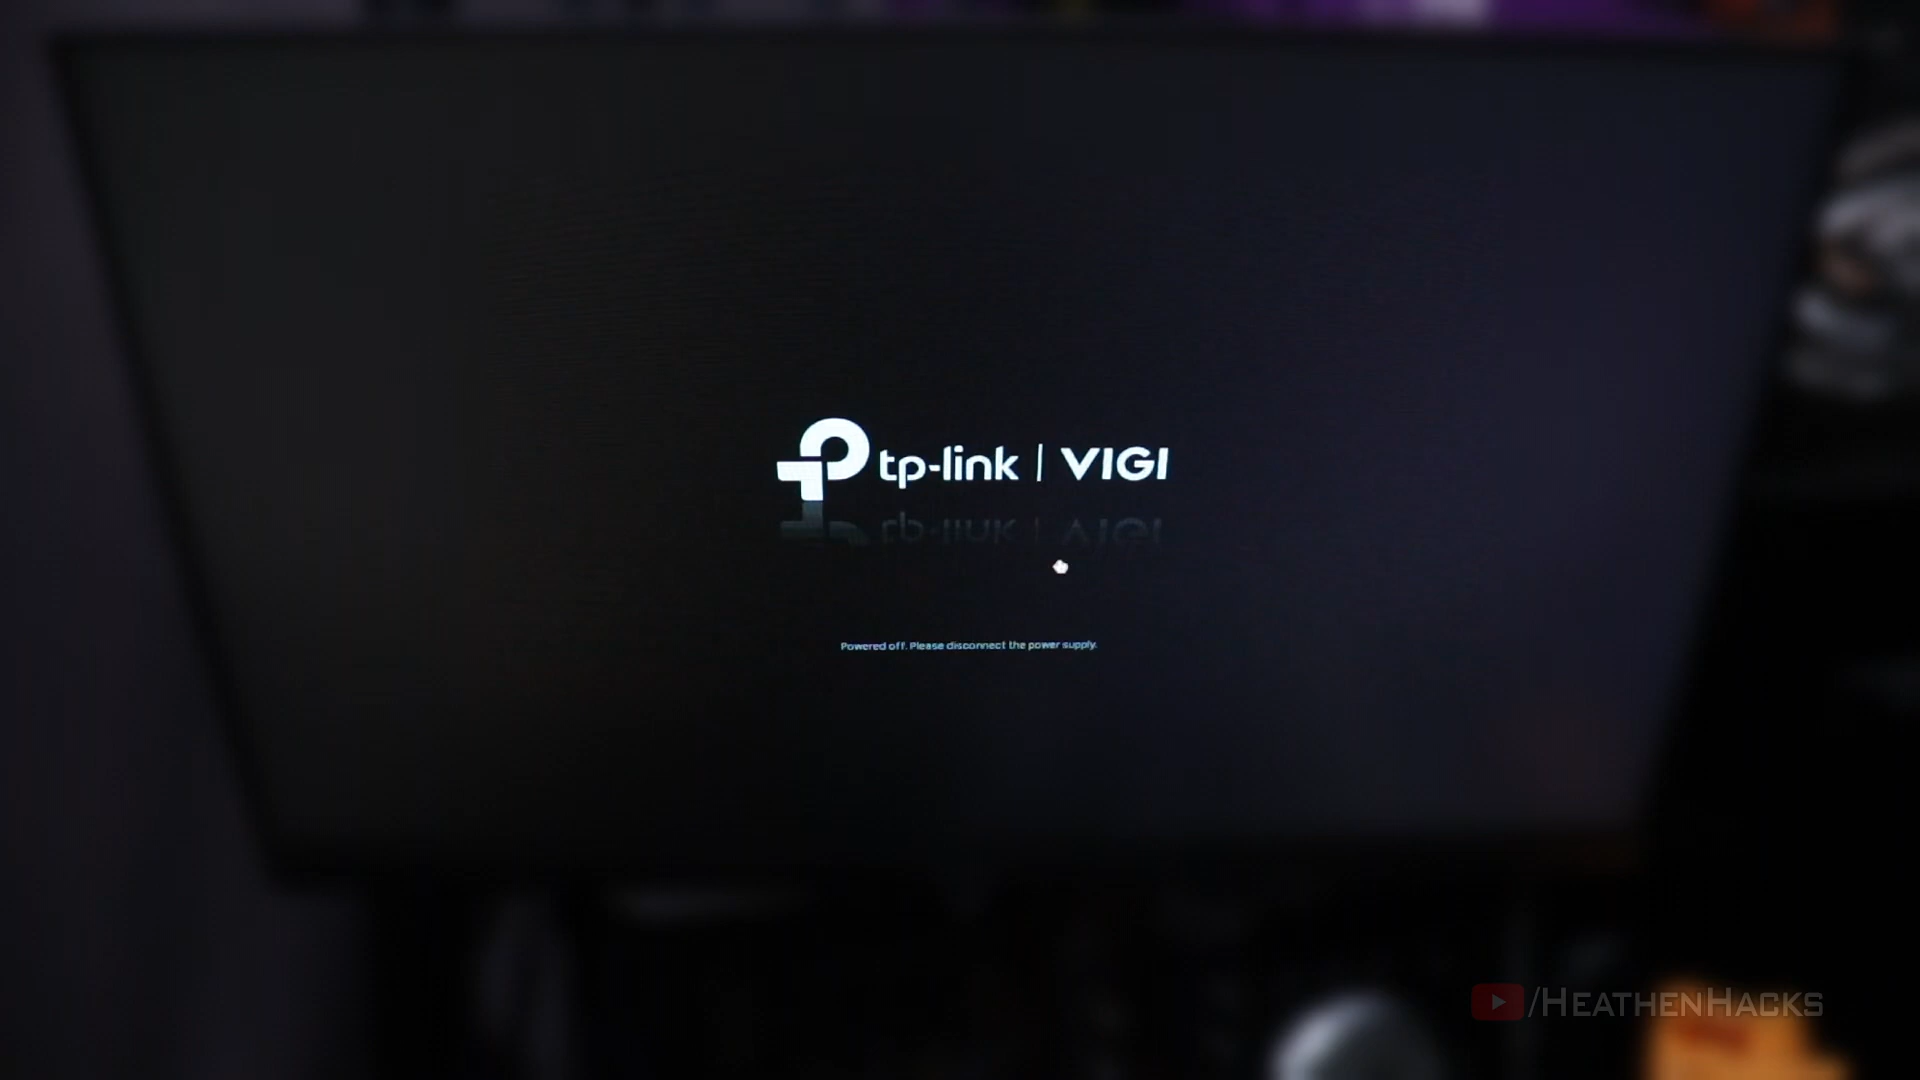 tp-link | VIGI
Powered off. Please disconnect the power supply.
/HEATHENHACKS